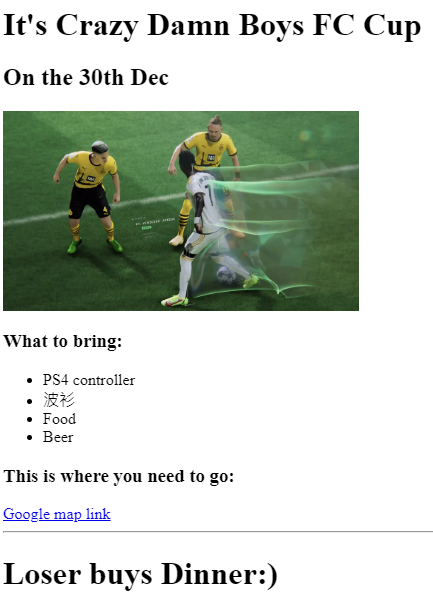 It's Crazy Damn Boys FC Cup
On the 30th Dec
What to bring:
PS4 controller
波衫
Food
Beer
This is where you need to go:
Google map link
Loser buys Dinner:)